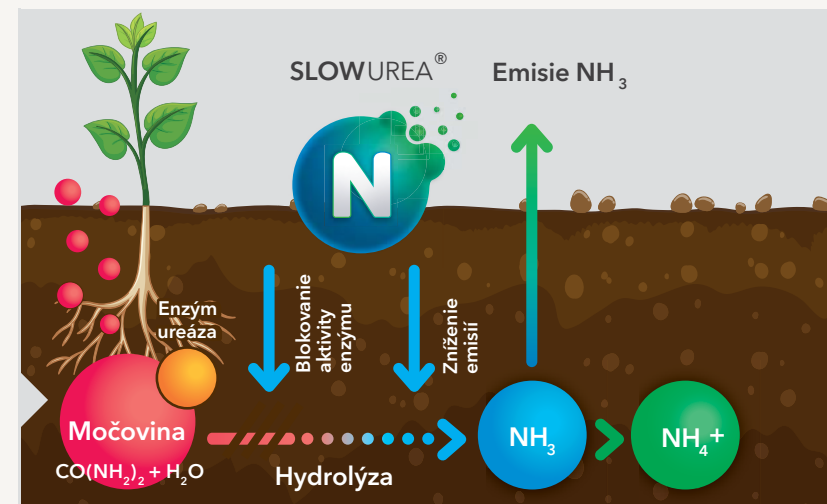 SLOWUREA®
Emisie NH₃
N
Enzým
ureáza
Blokovanie
aktivity
enzýmu
Zníženie
emisií
Močovina
CO(NH₂)₂ + H₂O
Hydrolýza
NH₃
NH₄+